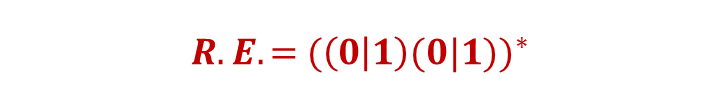 R. E. = ((0|1)(0|1))*